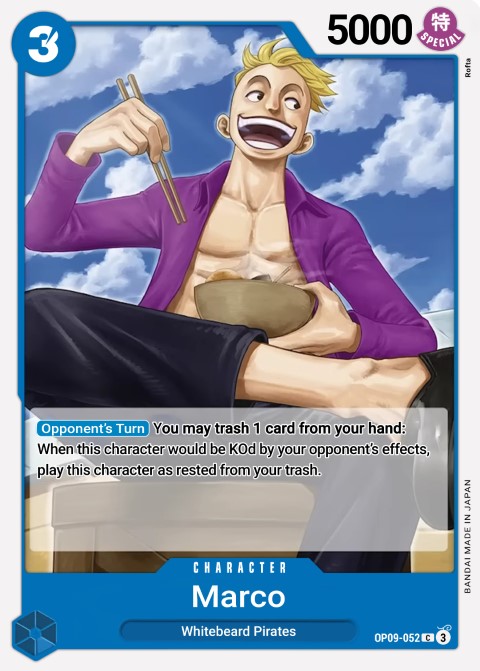 3
5000
特
SPECIAL
Rofta
Opponent's Turn You may trash 1 card from your hand:
When this character would be KOd by your opponent's effects,
play this character as rested from your trash.
BANDAI MADE IN JAPAN
CHARACTER
Marco
Whitebeard Pirates
OP09-052 C 3